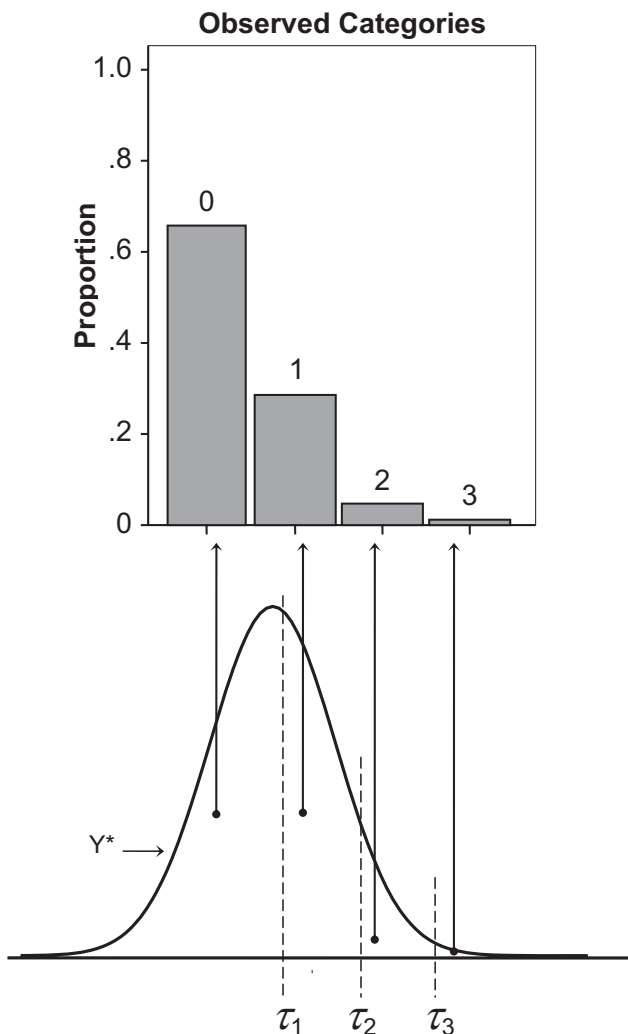 Observed Categories
Proportion
1.0
.8
.6
.4
.2
0
0
1
2
3
Y*
τ1 τ2 τ3